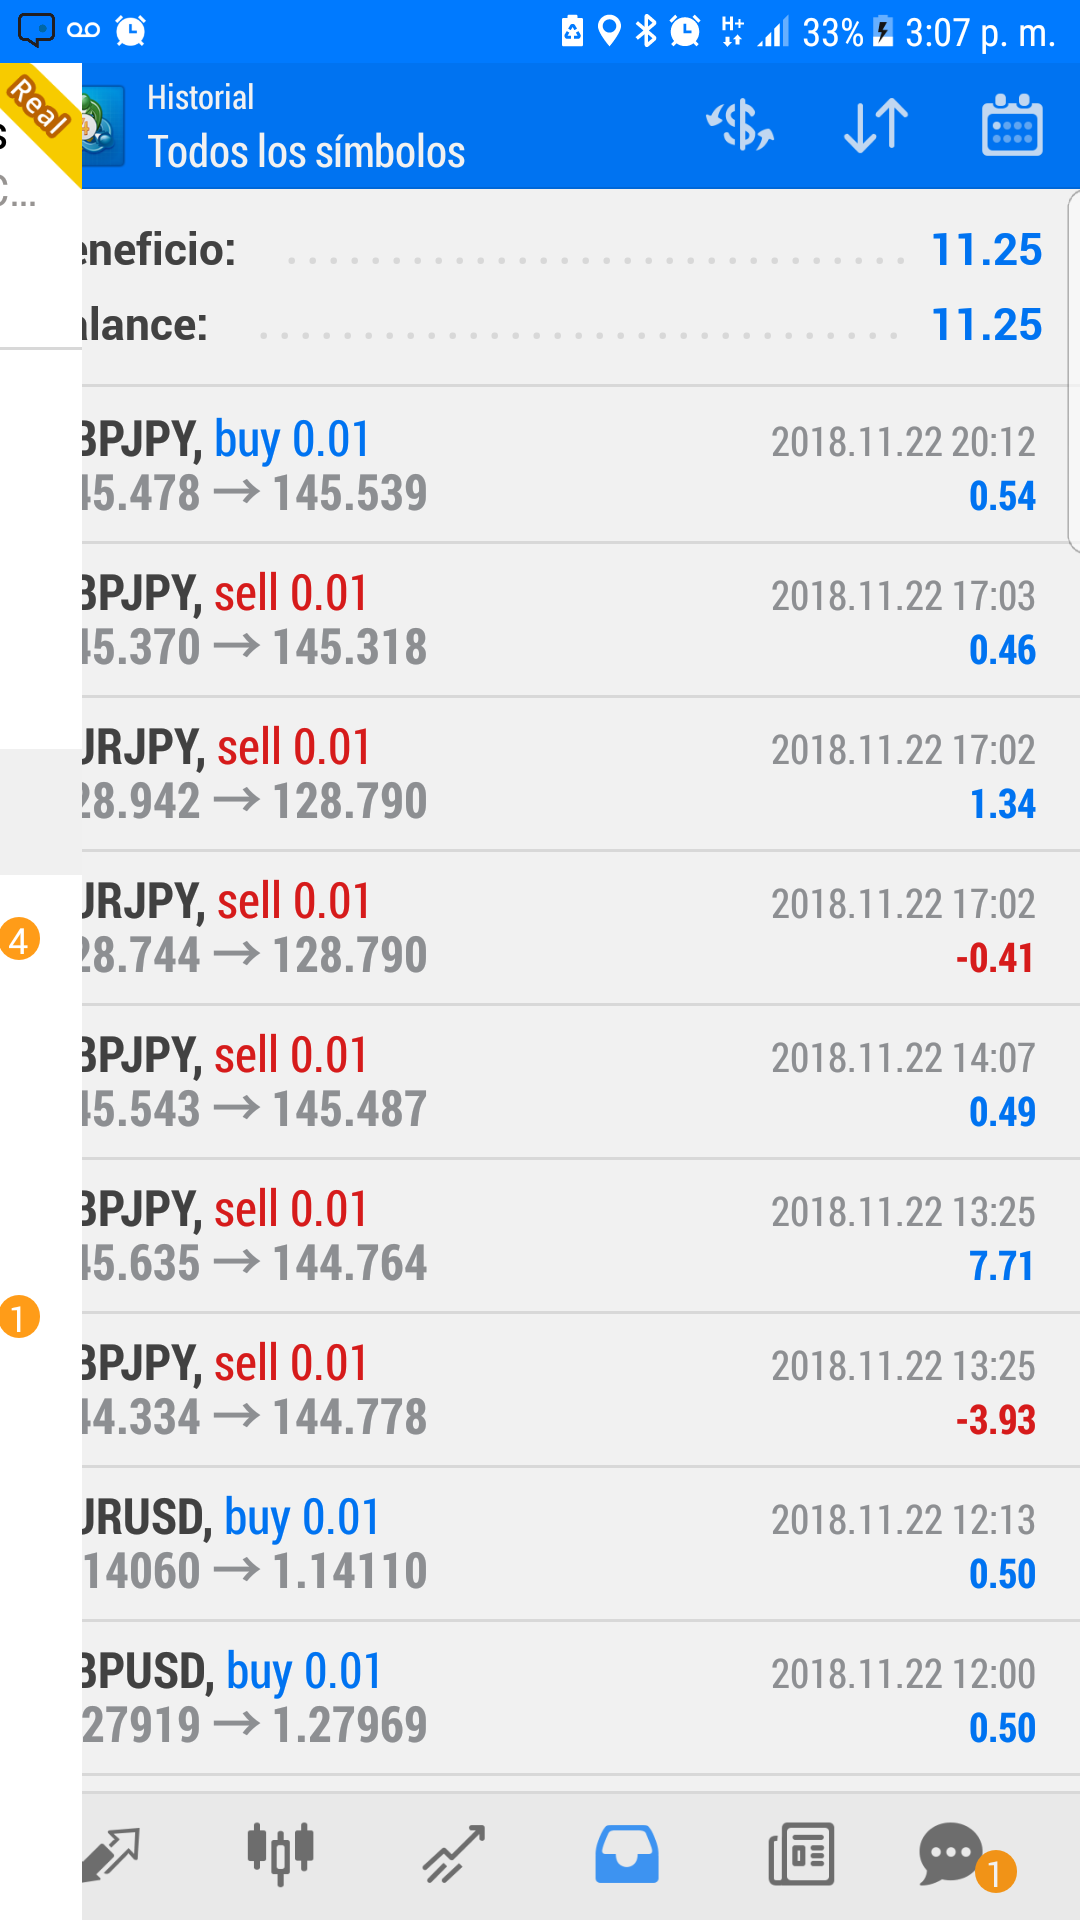 33% 3:07 p. m.
Real
Historial
Todos los símbolos
eneficio: 11.25
alance: 11.25
BPJPY, buy 0.01 2018.11.22 20:12
45.478 → 145.539 0.54
BPJPY, sell 0.01 2018.11.22 17:03
45.370 → 145.318 0.46
URJPY, sell 0.01 2018.11.22 17:02
28.942 → 128.790 1.34
URJPY, sell 0.01 2018.11.22 17:02
28.744 → 128.790 -0.41
4
BPJPY, sell 0.01 2018.11.22 14:07
45.543 → 145.487 0.49
BPJPY, sell 0.01 2018.11.22 13:25
45.635 → 144.764 7.71
1
BPJPY, sell 0.01 2018.11.22 13:25
44.334 → 144.778 -3.93
URUSD, buy 0.01 2018.11.22 12:13
14060 → 1.14110 0.50
BPUSD, buy 0.01 2018.11.22 12:00
27919 → 1.27969 0.50
1